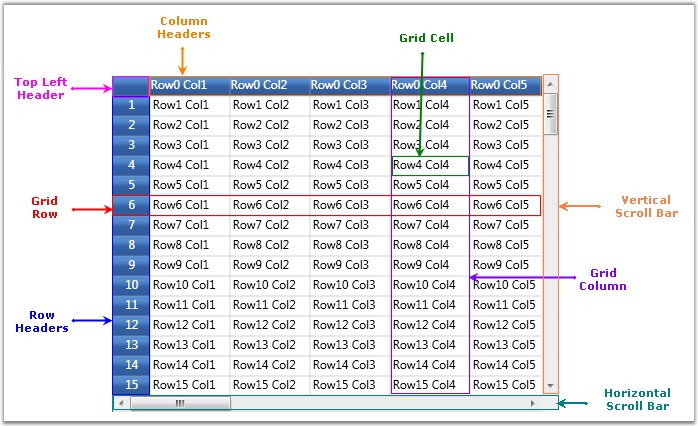 Column
Headers
Grid Cell
Top Left
Header
Row0 Col1 Row0 Col2 Row0 Col3 Row0 Col4 Row0 Col5
1 Row1 Col1 Row1 Col2 Row1 Col3 Row1 Col4 Row1 Col5
2 Row2 Col1 Row2 Col2 Row2 Col3 Row2 Col4 Row2 Col5
3 Row3 Col1 Row3 Col2 Row3 Col3 Row3 Col4 Row3 Col5
4 Row4 Col1 Row4 Col2 Row4 Col3 Row4 Col4 Row4 Col5
5 Row5 Col1 Row5 Col2 Row5 Col3 Row5 Col4 Row5 Col5
Grid
Row
6 Row6 Col1 Row6 Col2 Row6 Col3 Row6 Col4 Row6 Col5
Vertical
Scroll Bar
7 Row7 Col1 Row7 Col2 Row7 Col3 Row7 Col4 Row7 Col5
8 Row8 Col1 Row8 Col2 Row8 Col3 Row8 Col4 Row8 Col5
9 Row9 Col1 Row9 Col2 Row9 Col3 Row9 Col4 Row9 Col5
Grid
Column
10 Row10 Col1 Row10 Col2 Row10 Col3 Row10 Col4 Row10 Col5
11 Row11 Col1 Row11 Col2 Row11 Col3 Row11 Col4 Row11 Col5
Row
Headers
12 Row12 Col1 Row12 Col2 Row12 Col3 Row12 Col4 Row12 Col5
13 Row13 Col1 Row13 Col2 Row13 Col3 Row13 Col4 Row13 Col5
14 Row14 Col1 Row14 Col2 Row14 Col3 Row14 Col4 Row14 Col5
15 Row15 Col1 Row15 Col2 Row15 Col3 Row15 Col4 Row15 Col5
Horizontal
Scroll Bar